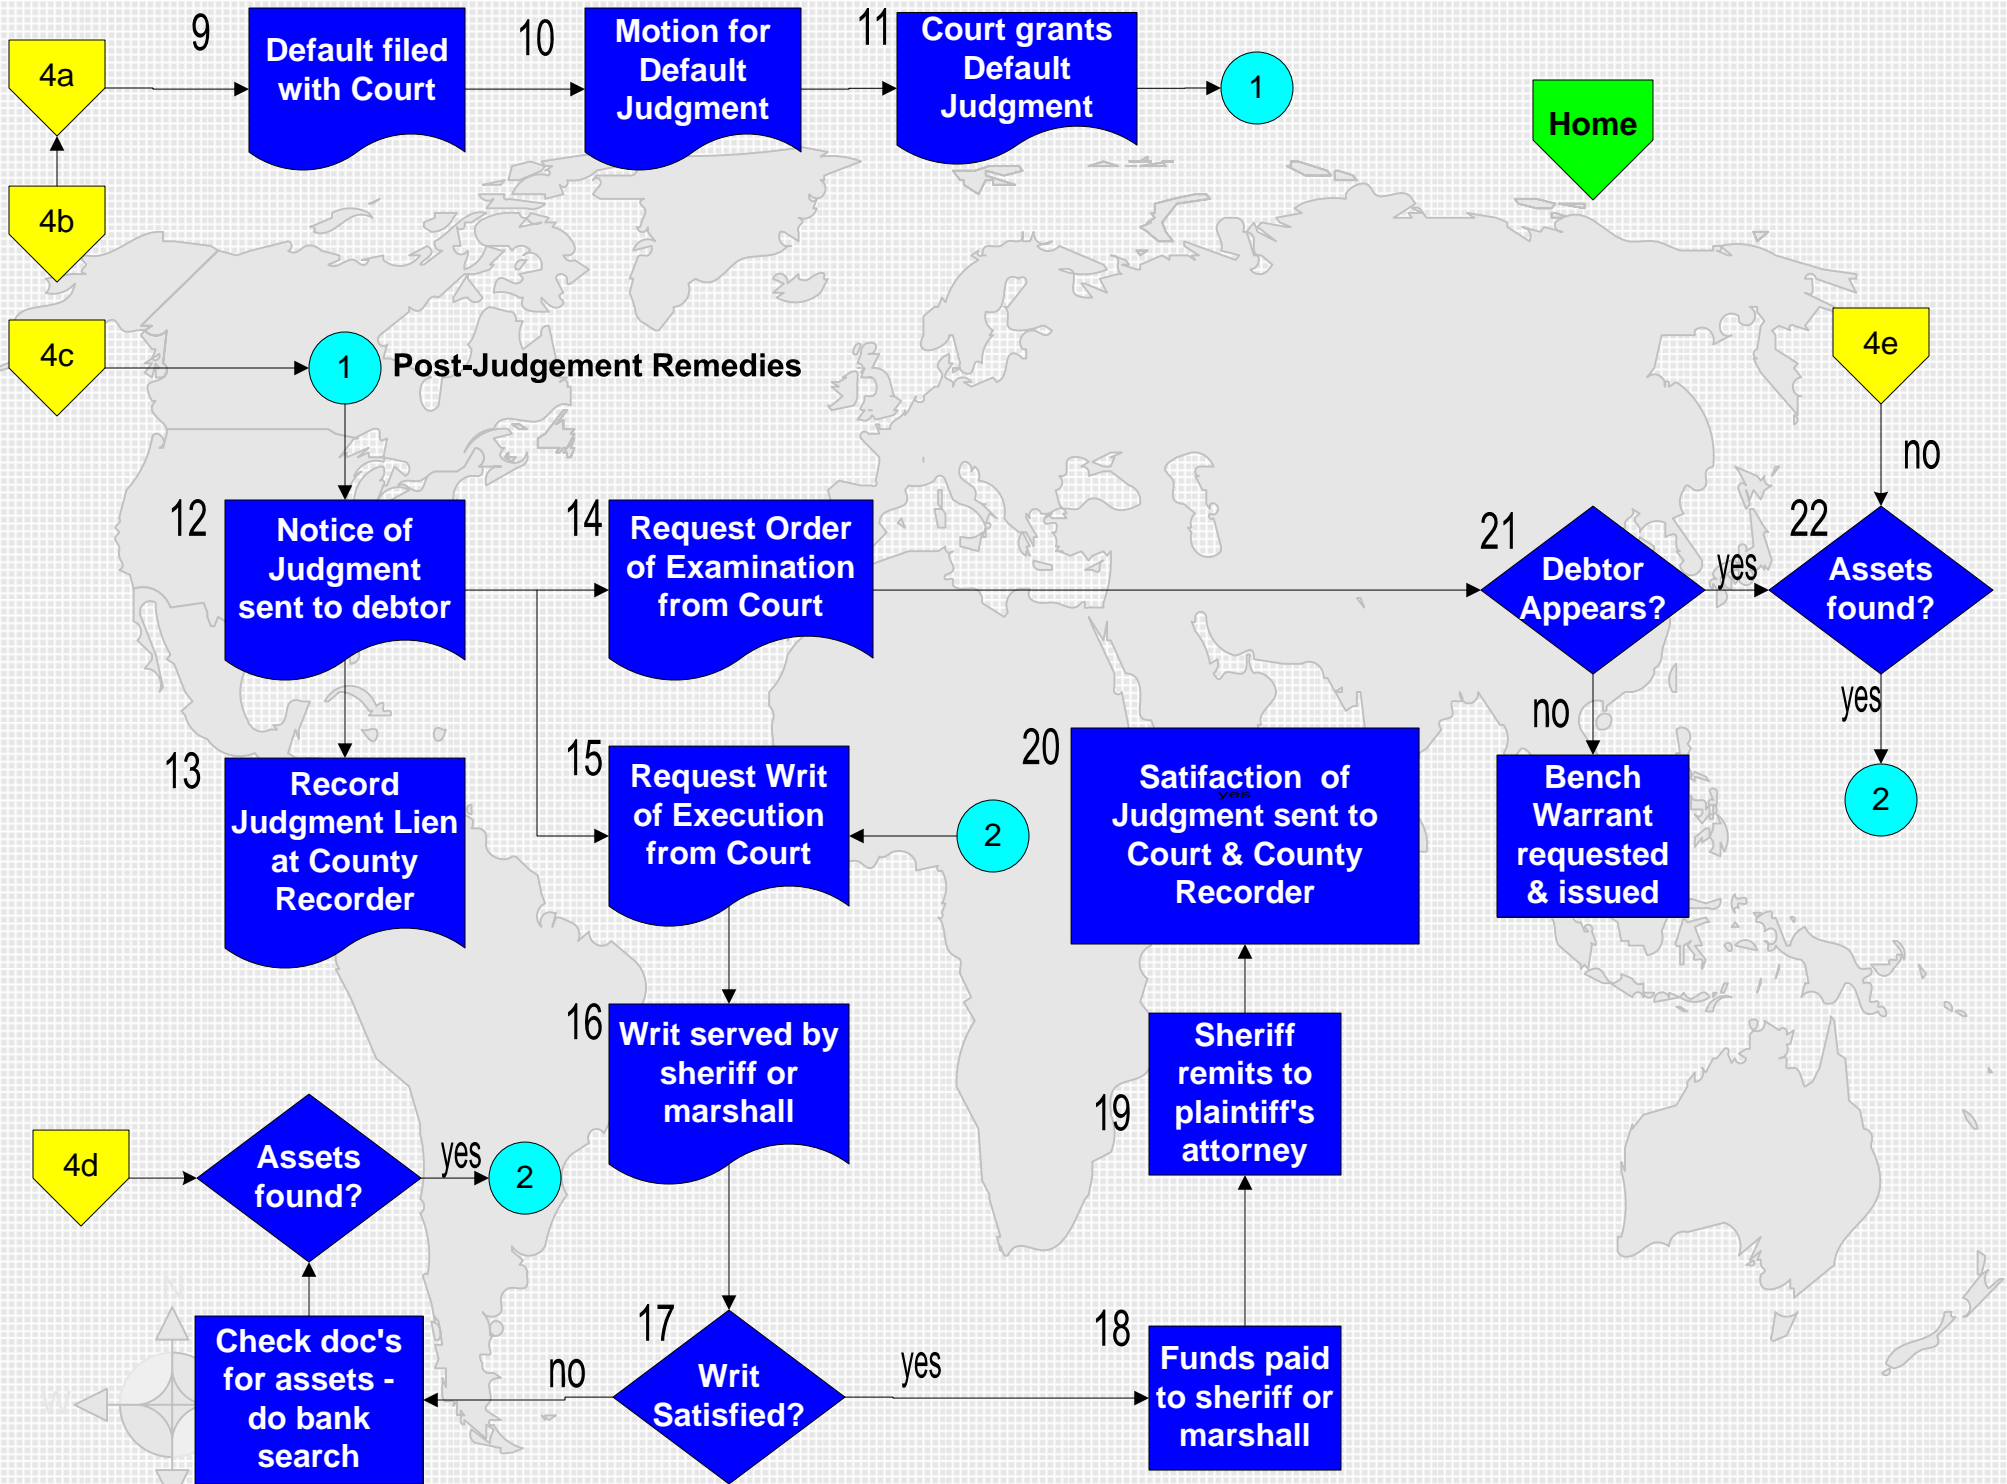 4a
9
Default filed
with Court
10
Motion for
Default
Judgment
11
Court grants
Default
Judgment
1
Home
4b
4c
1
Post-Judgement Remedies
4e
no
12
Notice of
Judgment
sent to debtor
14
Request Order
of Examination
from Court
21
Debtor
Appears?
yes
22
Assets
found?
no
yes
2
13
Record
Judgment Lien
at County
Recorder
15
Request Writ
of Execution
from Court
2
20
Satifaction of
yes
Judgment sent to
Court & County
Recorder
Bench
Warrant
requested
& issued
16
Writ served by
sheriff or
marshall
19
Sheriff
remits to
plaintiff's
attorney
4d
Assets
found?
yes
2
Check doc's
for assets -
do bank
search
no
17
Writ
Satisfied?
yes
18
Funds paid
to sheriff or
marshall
N
W